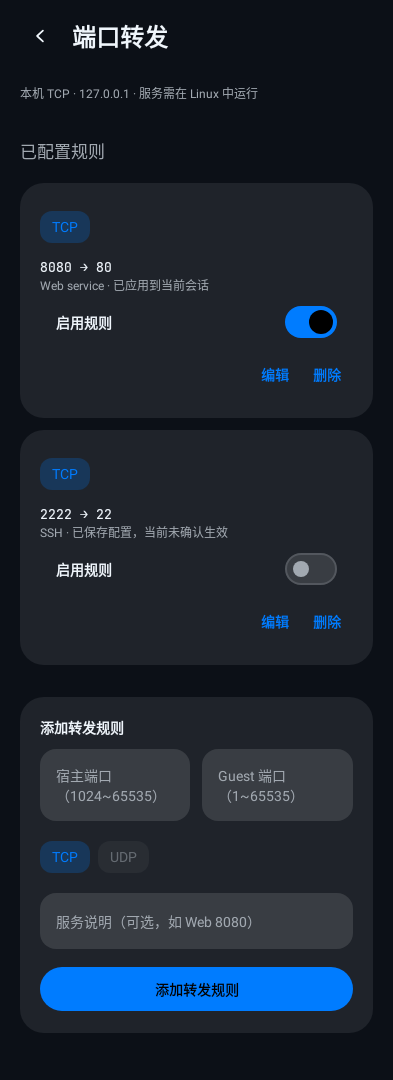 端口转发
本机 TCP · 127.0.0.1 · 服务需在 Linux 中运行
已配置规则
TCP
8080 → 80
Web service · 已应用到当前会话
启用规则
编辑 删除
TCP
2222 → 22
SSH · 已保存配置，当前未确认生效
启用规则
编辑 删除
添加转发规则
宿主端口
（1024~65535）
Guest 端口
（1~65535）
TCP UDP
服务说明（可选，如 Web 8080）
添加转发规则